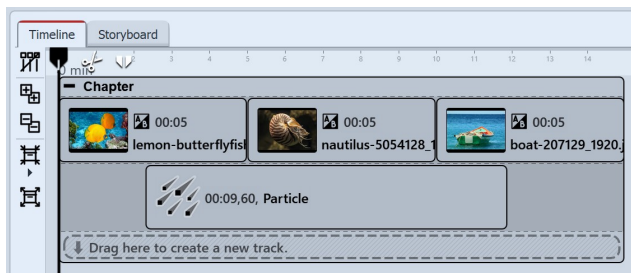 Timeline Storyboard
0 min 2 3 4 5 6 7 8 9 10 11 12 13 14
Chapter
00:05 00:05 00:05
lemon-butterflyfisl nautilus-5054128_1 boat-207129_1920.j
00:09,60, Particle
Drag here to create a new track.